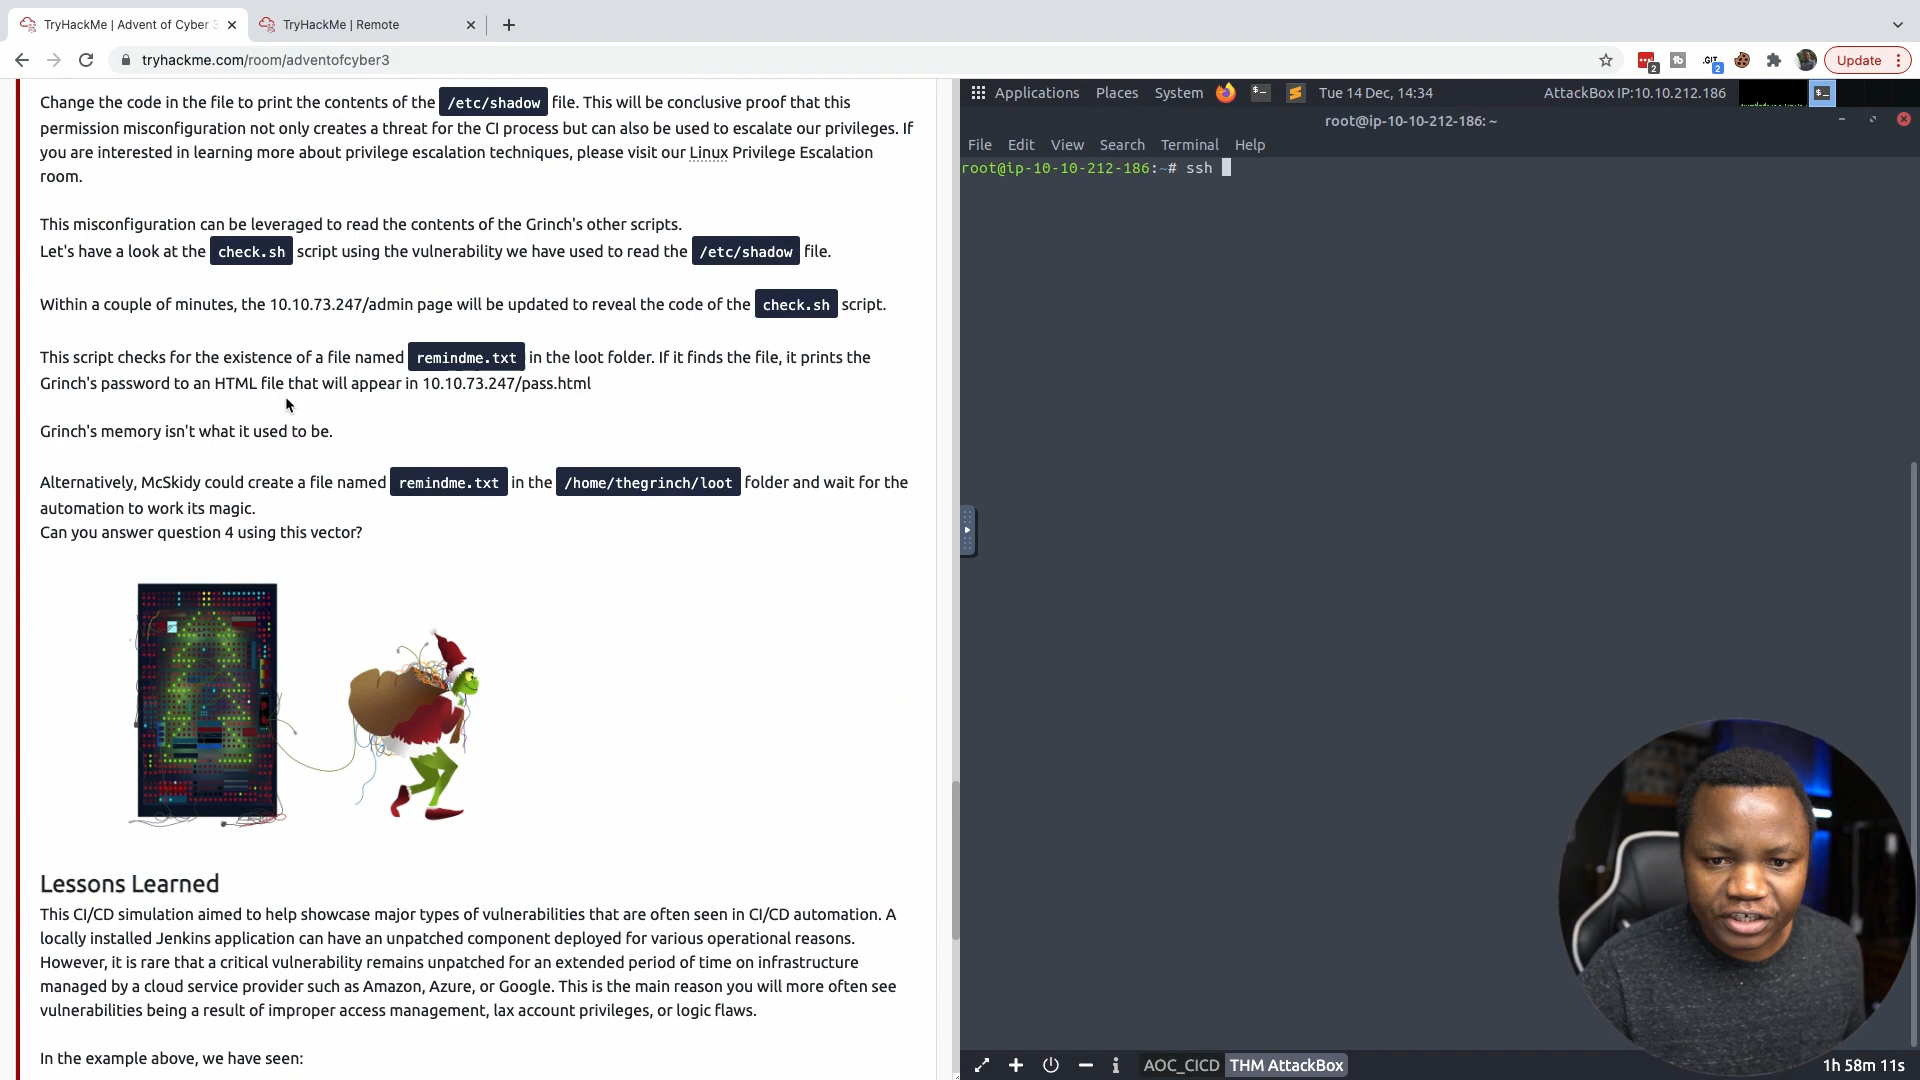 TryHackMe | Advent of Cyber 3
TryHackMe | Remote
tryhackme.com/room/adventofcyber3
2
2
Update
Change the code in the file to print the contents of the /etc/shadow file. This will be conclusive proof that this
permission misconfiguration not only creates a threat for the CI process but can also be used to escalate our privileges. If
you are interested in learning more about privilege escalation techniques, please visit our Linux Privilege Escalation
room.
This misconfiguration can be leveraged to read the contents of the Grinch's other scripts.
Let's have a look at the check.sh script using the vulnerability we have used to read the /etc/shadow file.
Within a couple of minutes, the 10.10.73.247/admin page will be updated to reveal the code of the check.sh script.
This script checks for the existence of a file named remindme.txt in the loot folder. If it finds the file, it prints the
Grinch's password to an HTML file that will appear in 10.10.73.247/pass.html
Grinch's memory isn't what it used to be.
Alternatively, McSkidy could create a file named remindme.txt in the /home/thegrinch/loot folder and wait for the
automation to work its magic.
Can you answer question 4 using this vector?
Lessons Learned
This CI/CD simulation aimed to help showcase major types of vulnerabilities that are often seen in CI/CD automation. A
locally installed Jenkins application can have an unpatched component deployed for various operational reasons.
However, it is rare that a critical vulnerability remains unpatched for an extended period of time on infrastructure
managed by a cloud service provider such as Amazon, Azure, or Google. This is the main reason you will more often see
vulnerabilities being a result of improper access management, lax account privileges, or logic flaws.
In the example above, we have seen:
Applications Places System Tue 14 Dec, 14:34 AttackBox IP:10.10.212.186
root@ip-10-10-212-186: ~
File Edit View Search Terminal Help
root@ip-10-10-212-186:~# ssh
AOC_CICD THM AttackBox 1h 58m 11s